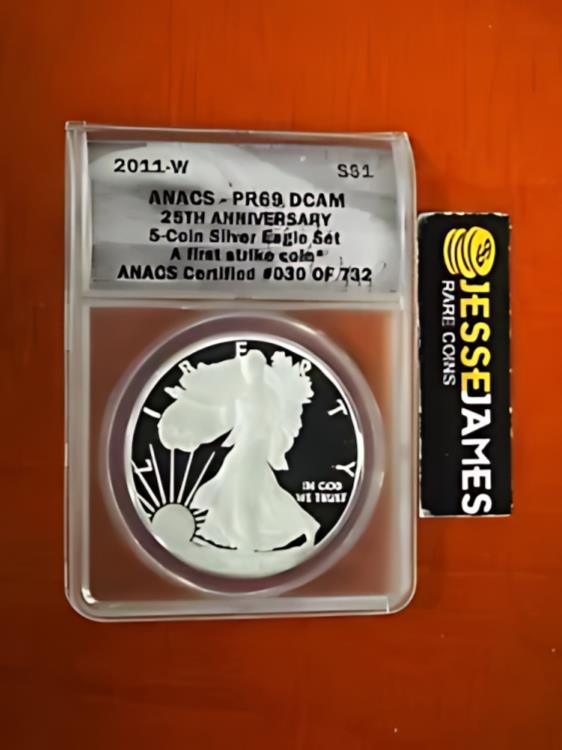 2011-W S$1
ANACS - PR69 DCAM
25TH ANNIVERSARY
5-Coin Silver Eagle Set
A first strike coin*
ANACS Certified #030 OF 732
LIBERTY
IN GOD
WE TRUST
JESSEJAMES
RARE COINS